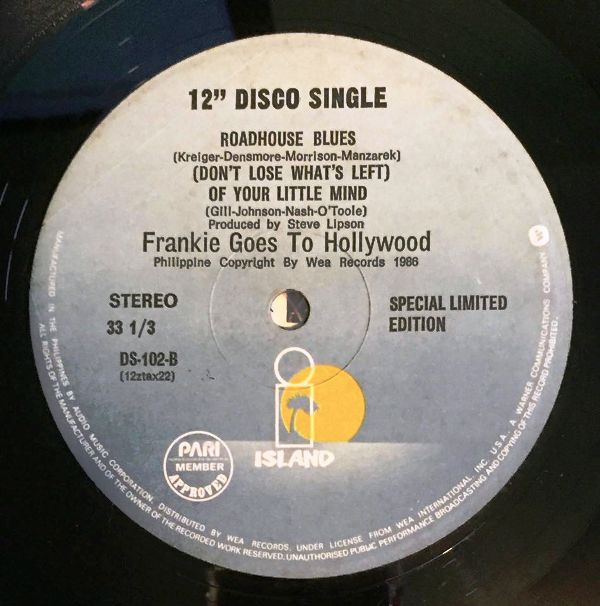 12” DISCO SINGLE
ROADHOUSE BLUES
(Kreiger-Densmore-Morrison-Manzarek)
(DON'T LOSE WHAT'S LEFT)
OF YOUR LITTLE MIND
(Gill-Johnson-Nash-O'Toole)
Produced by Steve Lipson
Frankie Goes To Hollywood
Philippine Copyright By Wea Records 1986
STEREO
33 1/3
DS-102-B
(12ztax22)
SPECIAL LIMITED
EDITION
W
ISLAND
PARI
MEMBER
APPROVED
MANUFACTURED IN THE PHILIPPINES BY AUDIO MUSIC CORPORATION, DISTRIBUTED BY WEA RECORDS, UNDER LICENSE FROM WEA INTERNATIONAL, INC. U.S.A. A WARNER COMMUNICATIONS COMPANY.
ALL RIGHTS OF THE MANUFACTURER AND OF THE OWNER OF THE RECORDED WORK RESERVED. UNAUTHORISED PUBLIC PERFORMANCE BROADCASTING AND COPYING OF THIS RECORD PROHIBITED.